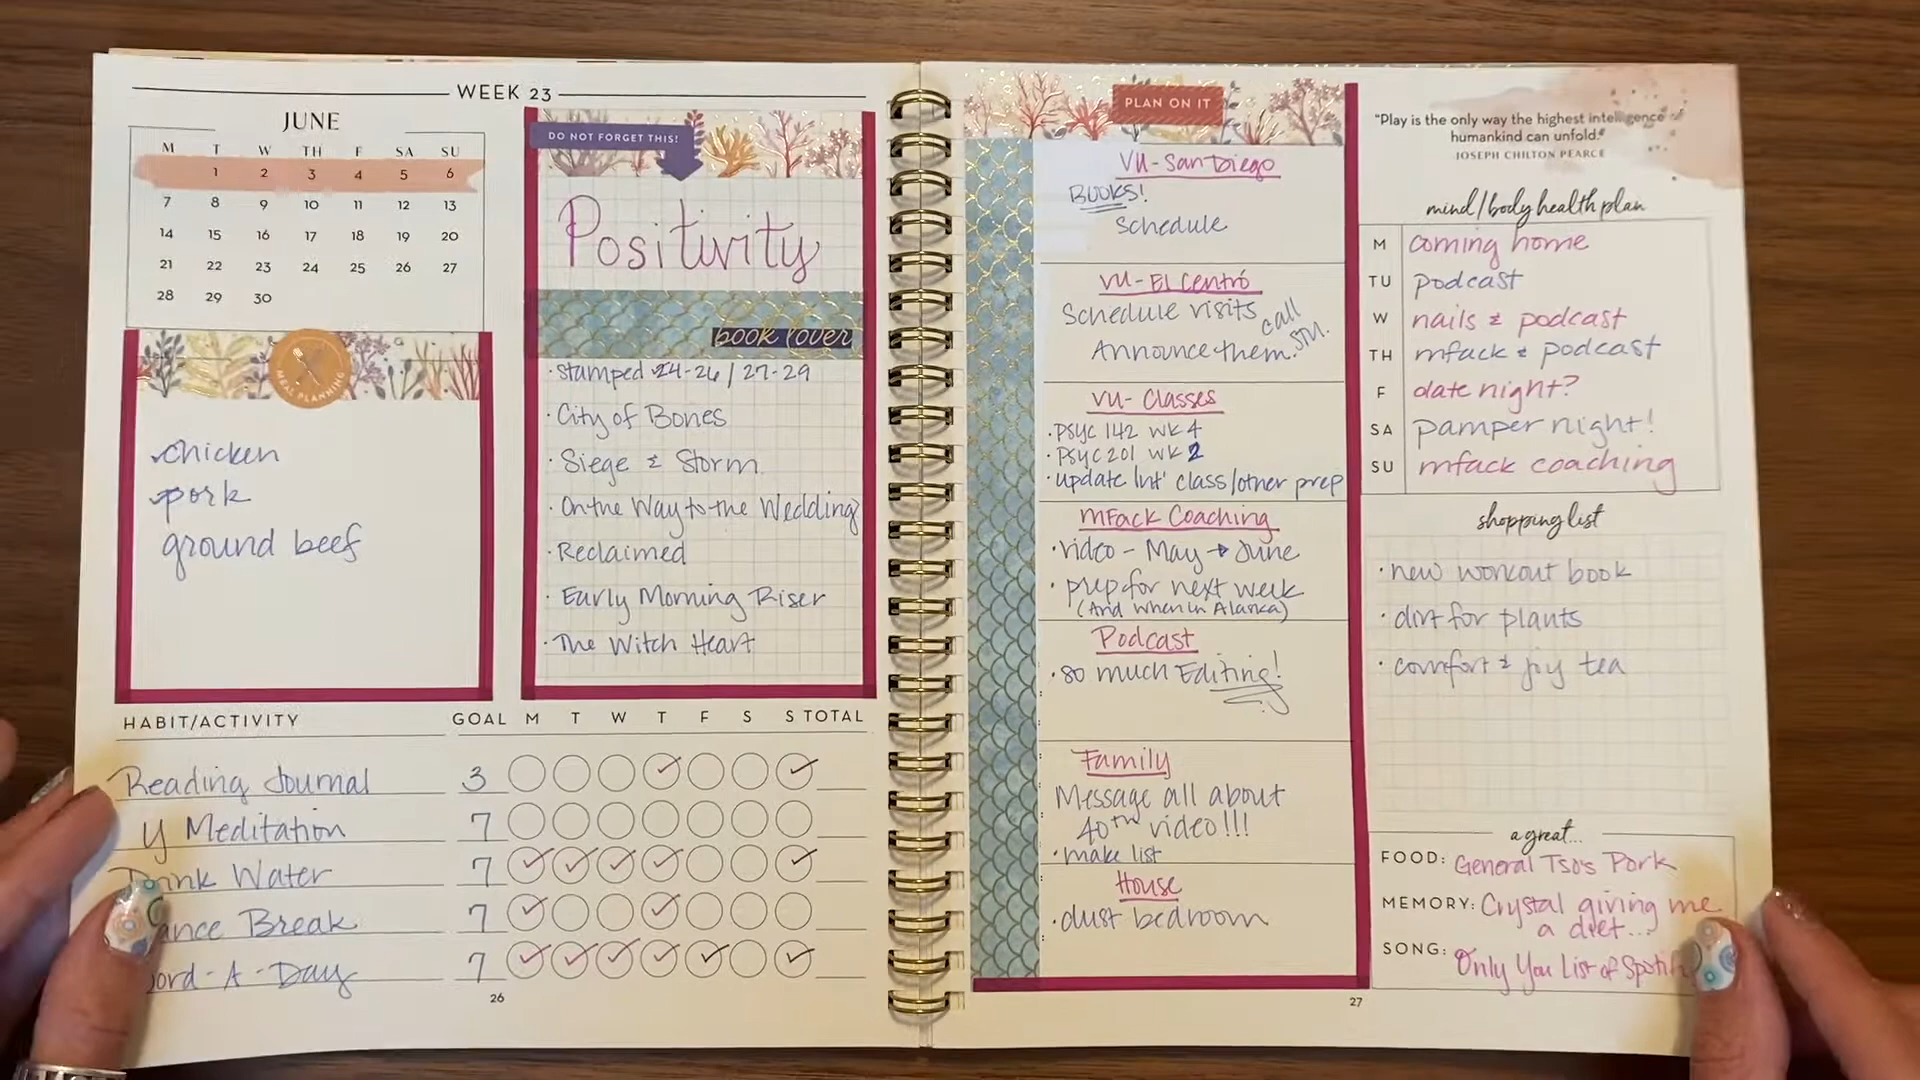 WEEK 23
JUNE
M T W TH F SA SU
1 2 3 4 5 6
7 8 9 10 11 12 13
14 15 16 17 18 19 20
21 22 23 24 25 26 27
28 29 30
MEAL PLANNING
chicken
pork
ground beef
DO NOT FORGET THIS!
Positivity
book lover
· Stamped 24-26 / 27-29
· City of Bones
· Siege & Storm
· On the Way to the Wedding
· Reclaimed
· Early Morning Riser
· The Witch Heart
HABIT/ACTIVITY GOAL M T W T F S S TOTAL
Reading Journal 3
y Meditation 7
Drink Water 7
ance Break 7
ord-A-Day 7
26
PLAN ON IT
VU-San Diego
BOOKS!
Schedule
VU-El Centró
Schedule visits
call
Announce them.
VU-Classes
· PSYC 142 WK 4
· PSYC 201 WK 2
· update Int' class/other prep
MFack Coaching
· video - May → June
· prep for next week
(And when in Alaska)
Podcast
· so much Editing!
Family
Message all about
40th video!!!
· make list
House
· dust bedroom
27
"Play is the only way the highest intelligence of
humankind can unfold."
JOSEPH CHILTON PEARCE
mind/body health plan
M coming home
TU podcast
W nails & podcast
TH mfack & podcast
F date night?
SA pamper night!
SU mfack coaching
shopping list
· new workout book
· dirt for plants
· comfort & joy tea
a great...
FOOD: General Tso's Pork
MEMORY: Crystal giving me
a diet...
SONG: Only You List of Spotif